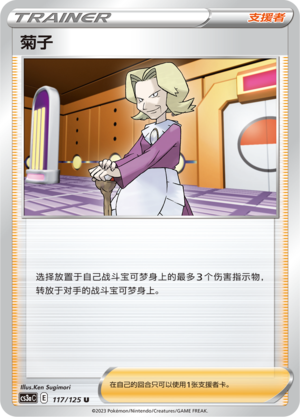 TRAINER 支援者
菊子
选择放置于自己战斗宝可梦身上的最多3个伤害指示物,
转放于对手的战斗宝可梦身上。
Illus.Ken Sugimori
CS3aC E 117/125 U
在自己的回合只可以使用1张支援者卡。
©2023 Pokémon/Nintendo/Creatures/GAME FREAK.